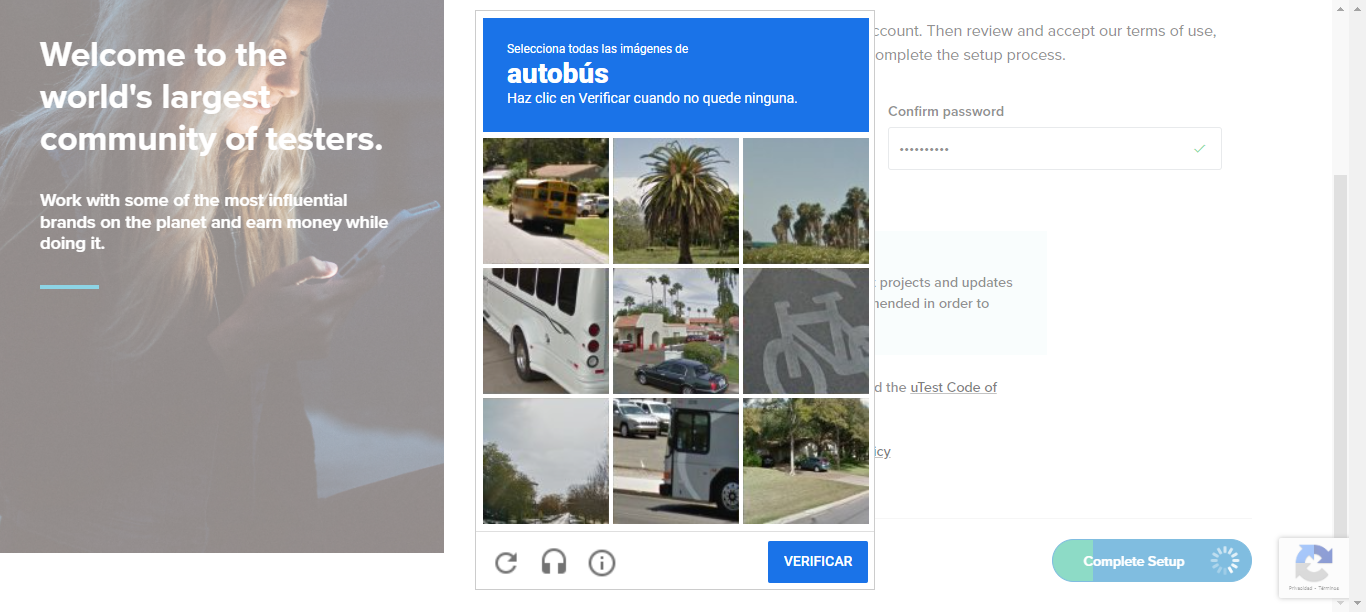 Welcome to the
world's largest
community of testers.
Work with some of the most influential
brands on the planet and earn money while
doing it.
Selecciona todas las imágenes de
autobús
Haz clic en Verificar cuando no quede ninguna.
VERIFICAR
ccount. Then review and accept our terms of use,
omplete the setup process.
Confirm password
••••••••••
projects and updates
nended in order to
d the uTest Code of
icy
Complete Setup
Privacidad - Términos